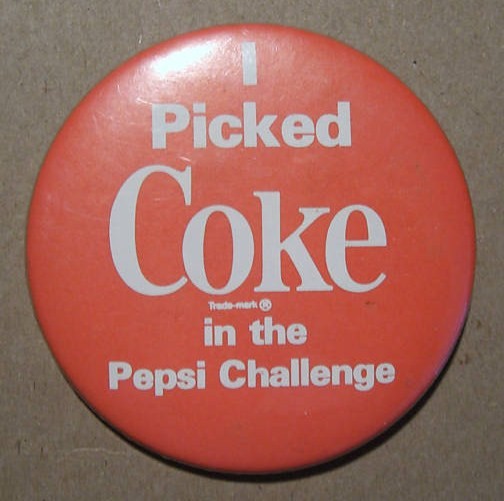 I
Picked
Coke
Trade-mark ®
in the
Pepsi Challenge